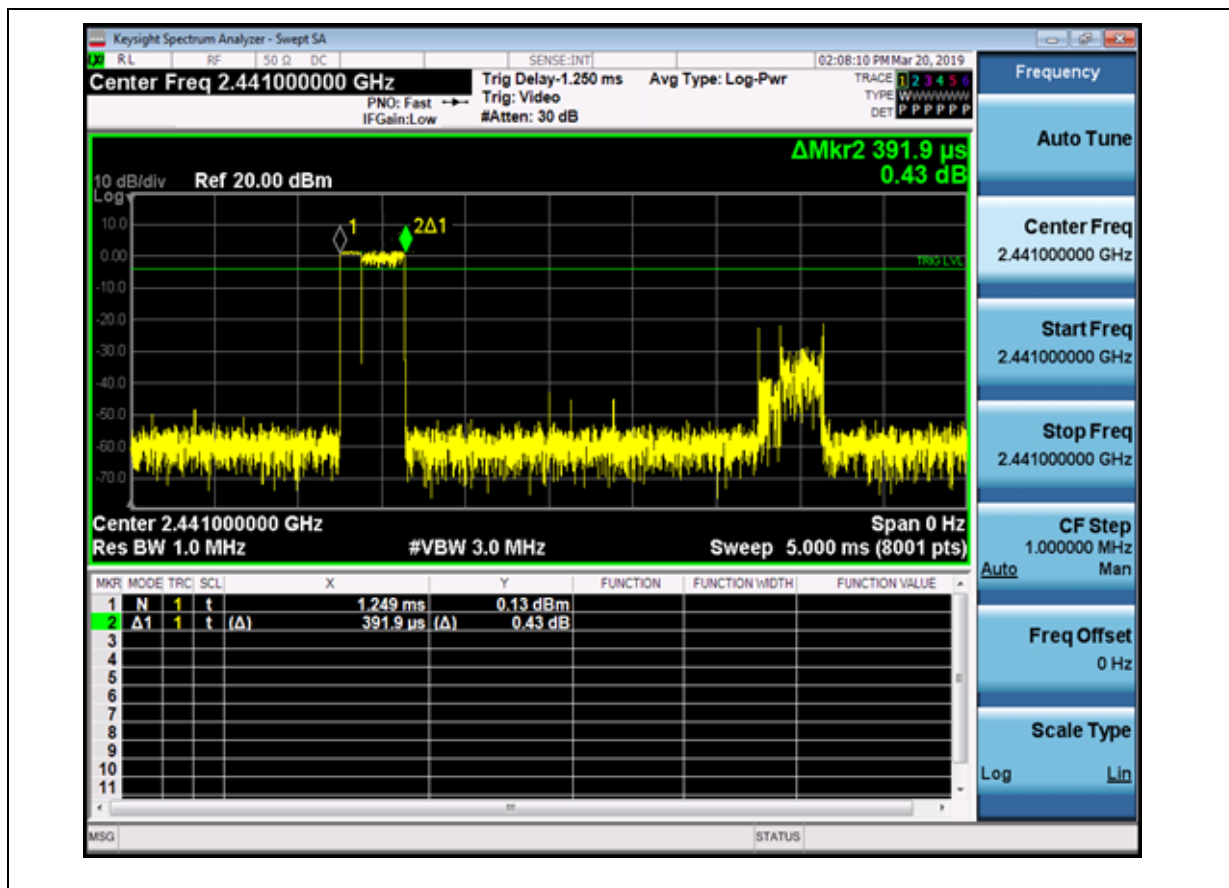 Keysight Spectrum Analyzer - Swept SA
LXI RL RF 50 Ω DC SENSE:INT 02:08:10 PM Mar 20, 2019
Center Freq 2.441000000 GHz
PNO: Fast
IFGain:Low
Trig Delay-1.250 ms
Trig: Video
#Atten: 30 dB
Avg Type: Log-Pwr
TRACE 1 2 3 4 5 6
TYPE WWWWWW
DET P P P P P P
ΔMkr2 391.9 µs
0.43 dB
10 dB/div Ref 20.00 dBm
Log
10.0
0.00
-10.0
-20.0
-30.0
-40.0
-50.0
-60.0
-70.0
1
2Δ1
TRIG LVL
Center 2.441000000 GHz Span 0 Hz
Res BW 1.0 MHz #VBW 3.0 MHz Sweep 5.000 ms (8001 pts)
MKR MODE TRC SCL X Y FUNCTION FUNCTION WIDTH FUNCTION VALUE
1 N 1 t 1.249 ms 0.13 dBm
2 Δ1 1 t (Δ) 391.9 µs (Δ) 0.43 dB
3
4
5
6
7
8
9
10
11
MSG STATUS
Frequency
Auto Tune
Center Freq
2.441000000 GHz
Start Freq
2.441000000 GHz
Stop Freq
2.441000000 GHz
CF Step
1.000000 MHz
Auto Man
Freq Offset
0 Hz
Scale Type
Log Lin